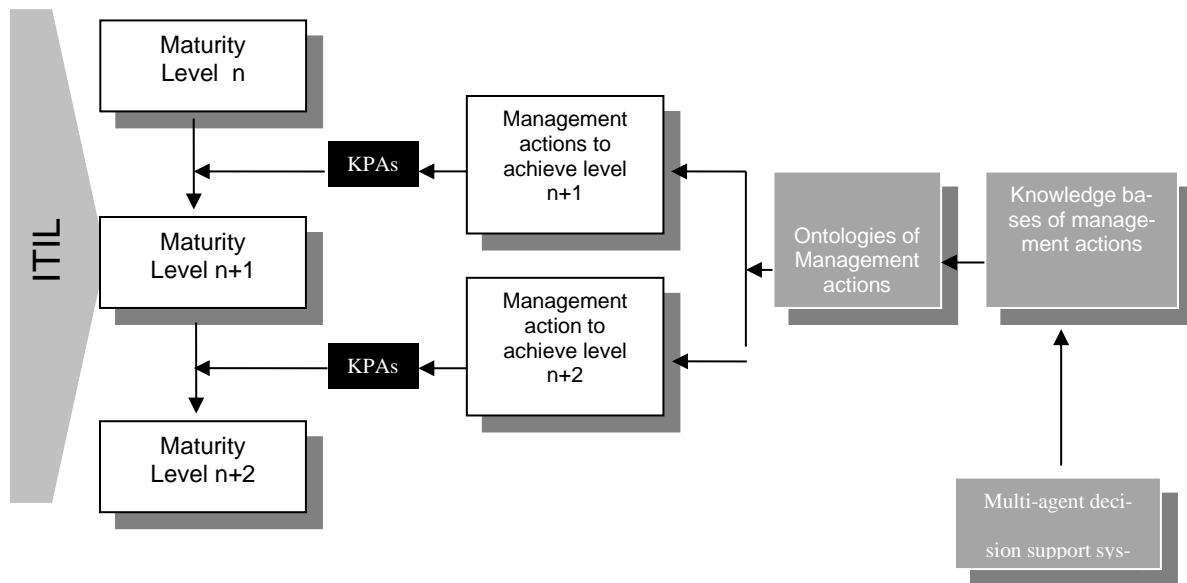 ITIL
Maturity
Level n
Management
actions to
achieve level
n+1
KPAs
Maturity
Level n+1
Ontologies of
Management
actions
Knowledge ba-
ses of manage-
ment actions
Management
action to
achieve level
n+2
KPAs
Maturity
Level n+2
Multi-agent deci-
sion support sys-